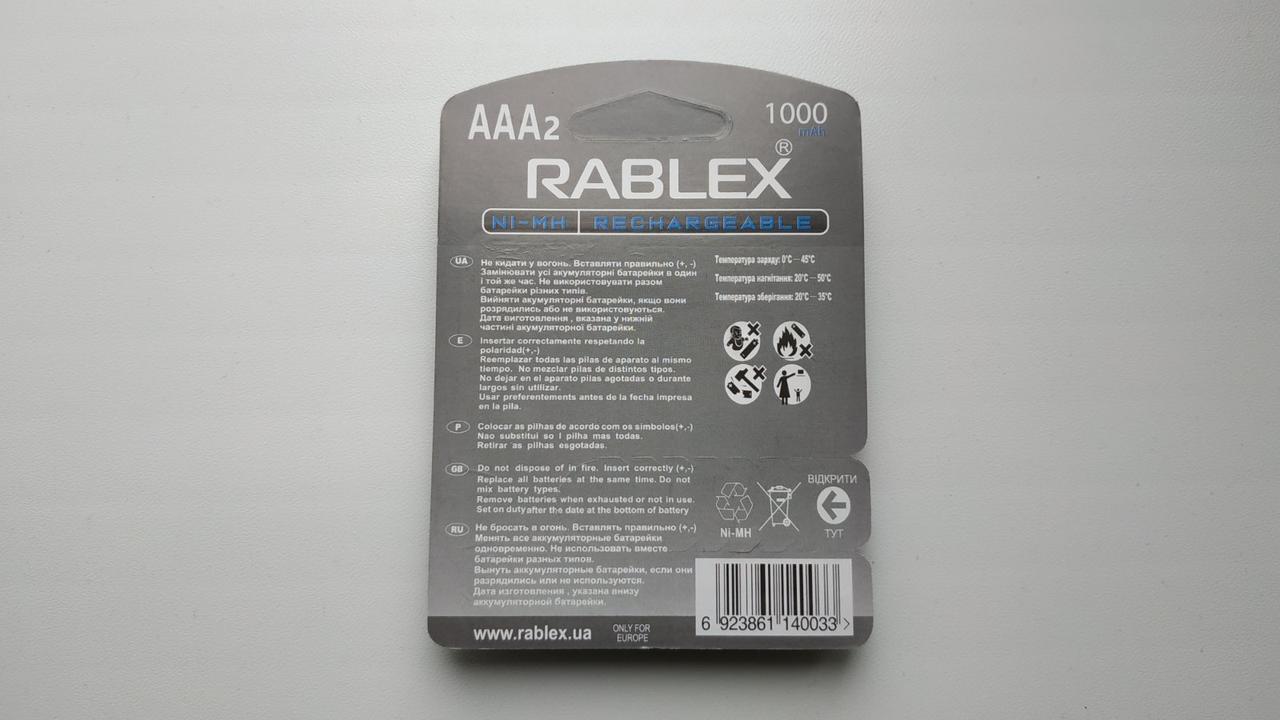 AAA2
1000
mAh
RABLEX®
NI-MH RECHARGEABLE
UA
Не кидати у вогонь. Вставляти правильно (+, -)
Замінювати усі акумуляторні батарейки в один
і той же час. Не використовувати разом
батарейки різних типів.
Вийняти акумуляторні батарейки, якщо вони
розрядились або не використовуються.
Дата виготовлення , вказана у нижній
частині акумуляторної батарейки.
Температура заряду: 0°C — 45°C
Температура нагнітання: 20°C — 50°C
Температура зберігання: 20°C — 35°C
E
Insertar correctamente respetando la
polaridad(+,-)
Reemplazar todas las pilas de aparato al mismo
tiempo. No mezclar pilas de distintos tipos.
No dejar en el aparato pilas agotadas o durante
largos sin utilizar.
Usar preferentements antes de la fecha impresa
en la pila.
P
Colocar as pilhas de acordo com os simbolos(+,-)
Nao substitui so l pilha mas todas.
Retirar as pilhas esgotadas.
GB
Do not dispose of in fire. Insert correctly (+,-)
Replace all batteries at the same time. Do not
mix battery types.
Remove batteries when exhausted or not in use.
Set on duty after the date at the bottom of battery
RU
Не бросать в огонь. Вставлять правильно (+,-)
Менять все аккумуляторные батарейки
одновременно. Не использовать вместе
батарейки разных типов.
Вынуть аккумуляторные батарейки, если они
разрядились или не используются.
Дата изготовления , указана внизу
аккумуляторной батарейки.
Ni-MH
ВІДКРИТИ
ТУТ
6 923861 140033 >
www.rablex.ua
ONLY FOR
EUROPE